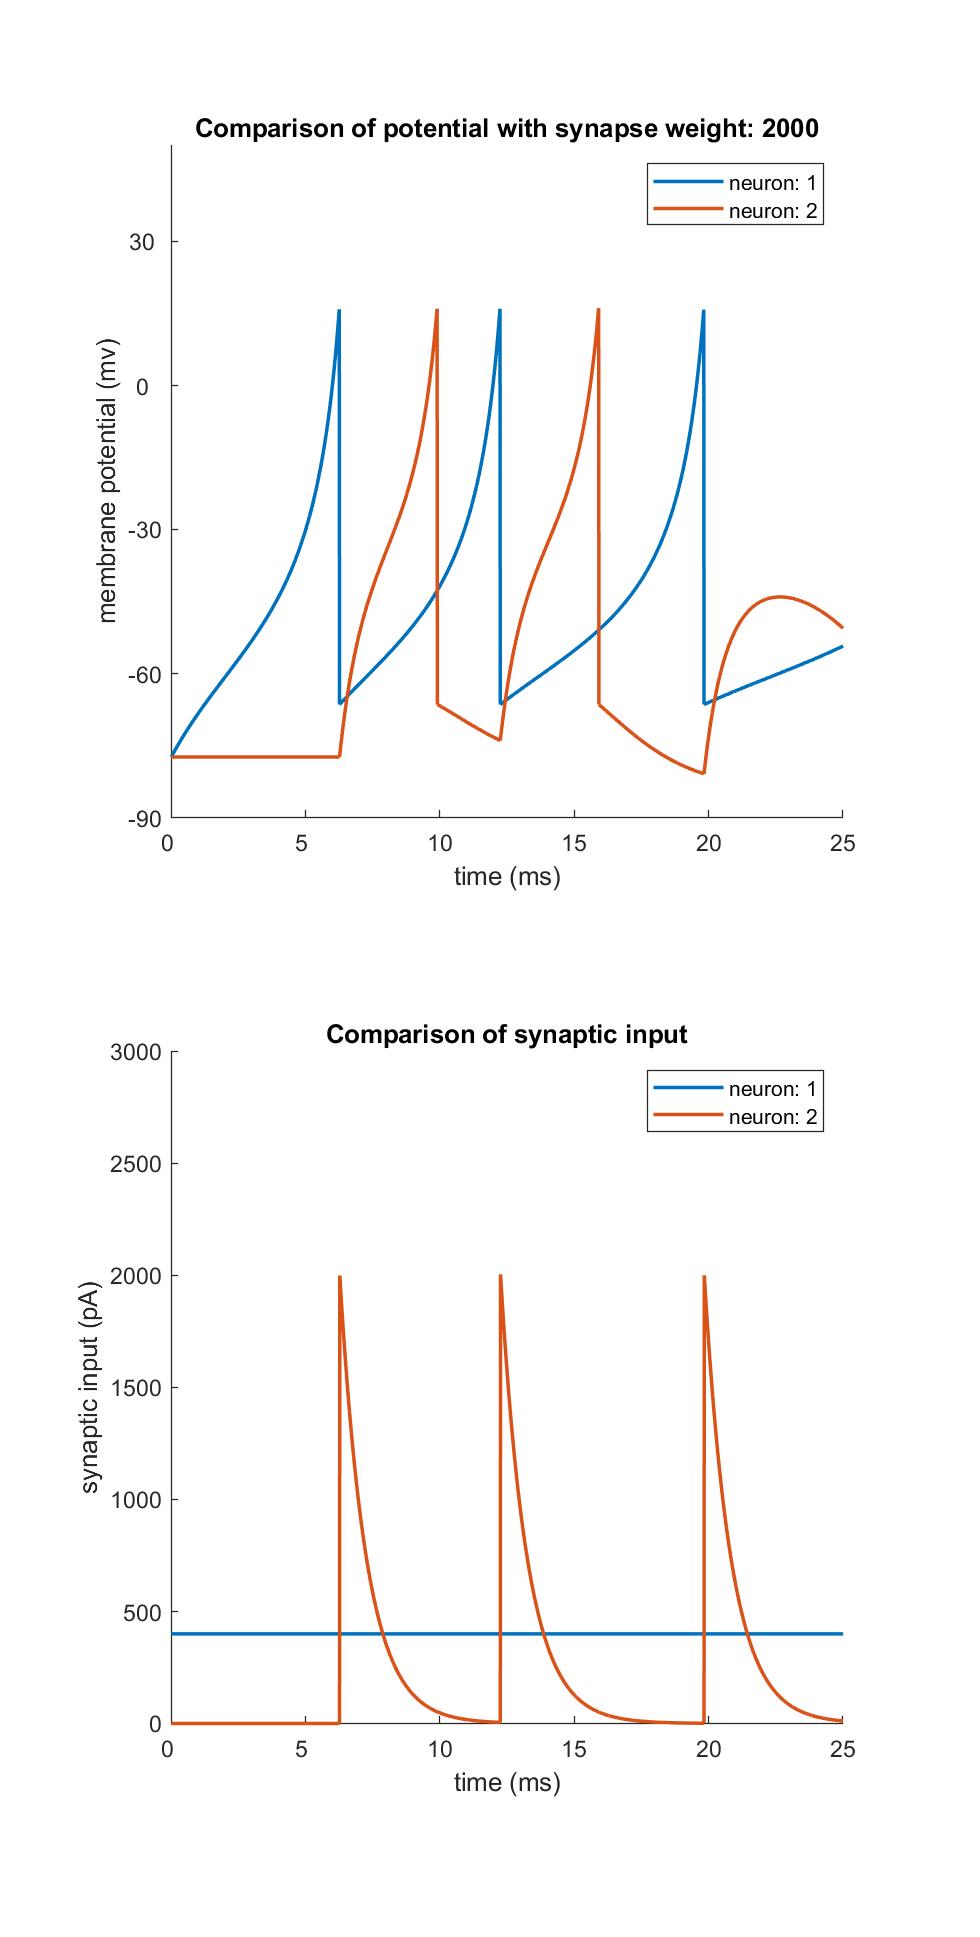 Comparison of potential with synapse weight: 2000
neuron: 1
neuron: 2
30
0
-30
-60
-90
membrane potential (mv)
0 5 10 15 20 25
time (ms)
Comparison of synaptic input
neuron: 1
neuron: 2
3000
2500
2000
1500
1000
500
0
synaptic input (pA)
0 5 10 15 20 25
time (ms)